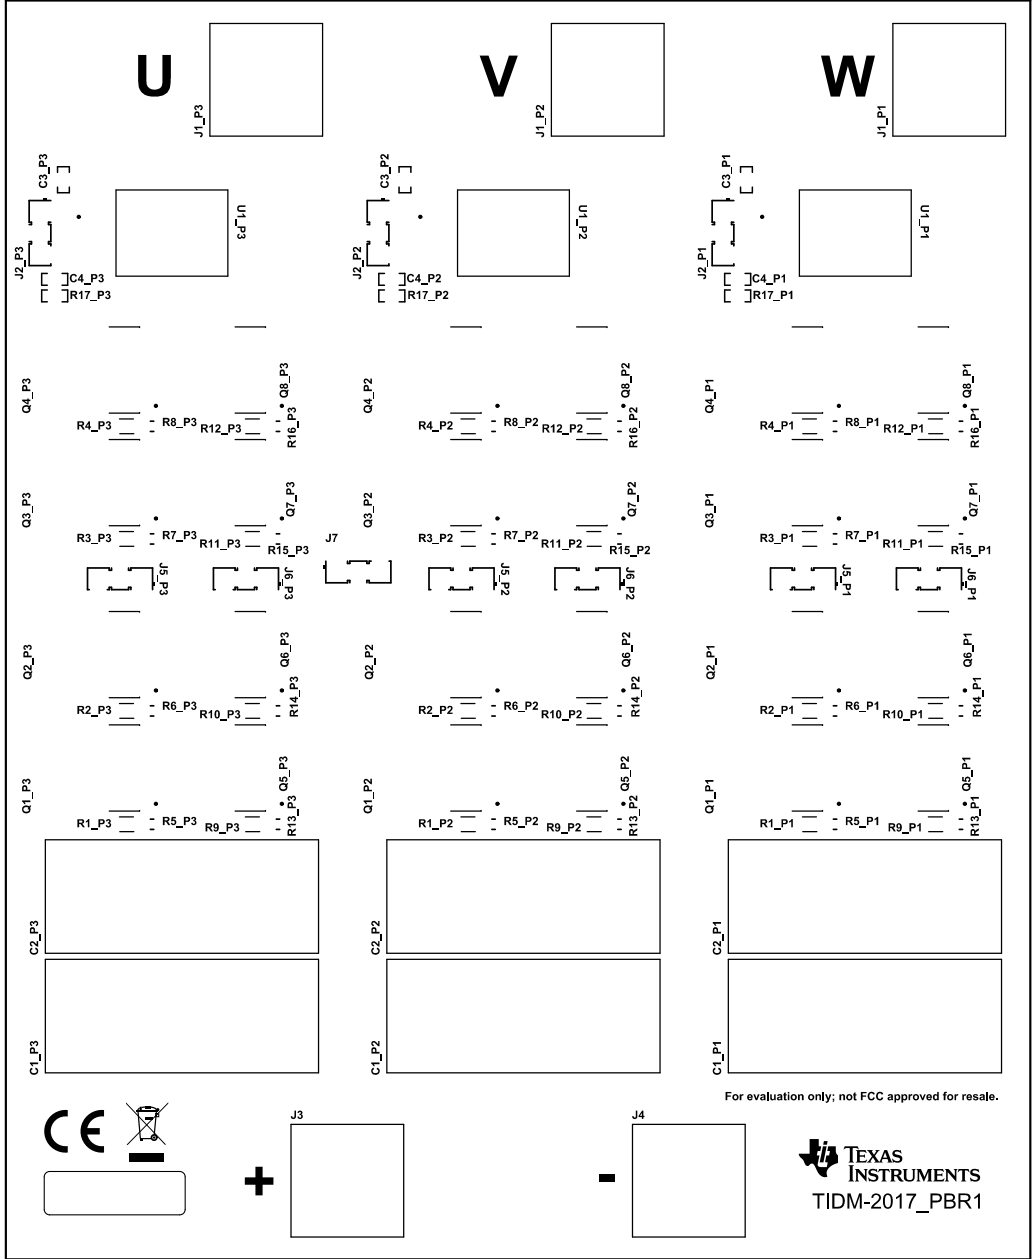 U
V
W
J1_P3
J1_P2
J1_P1
C3_P3
C3_P2
C3_P1
U1_P3
U1_P2
U1_P1
J2_P3
J2_P2
J2_P1
C4_P3
C4_P2
C4_P1
R17_P3
R17_P2
R17_P1
Q4_P3
Q8_P3
Q4_P2
Q8_P2
Q4_P1
Q8_P1
R4_P3
R8_P3
R12_P3
R16_P3
R4_P2
R8_P2
R12_P2
R16_P2
R4_P1
R8_P1
R12_P1
R16_P1
Q3_P3
Q7_P3
Q3_P2
Q7_P2
Q3_P1
Q7_P1
R3_P3
R7_P3
R11_P3
R15_P3
J7
R3_P2
R7_P2
R11_P2
R15_P2
R3_P1
R7_P1
R11_P1
R15_P1
J5_P3
J6_P3
J5_P2
J6_P2
J5_P1
J6_P1
Q2_P3
Q6_P3
Q2_P2
Q6_P2
Q2_P1
Q6_P1
R2_P3
R6_P3
R10_P3
R14_P3
R2_P2
R6_P2
R10_P2
R14_P2
R2_P1
R6_P1
R10_P1
R14_P1
Q1_P3
Q5_P3
Q1_P2
Q5_P2
Q1_P1
Q5_P1
R1_P3
R5_P3
R9_P3
R13_P3
R1_P2
R5_P2
R9_P2
R13_P2
R1_P1
R5_P1
R9_P1
R13_P1
C2_P3
C2_P2
C2_P1
C1_P3
C1_P2
C1_P1
For evaluation only; not FCC approved for resale.
CE
J3
J4
+
-
TEXAS
INSTRUMENTS
TIDM-2017_PBR1